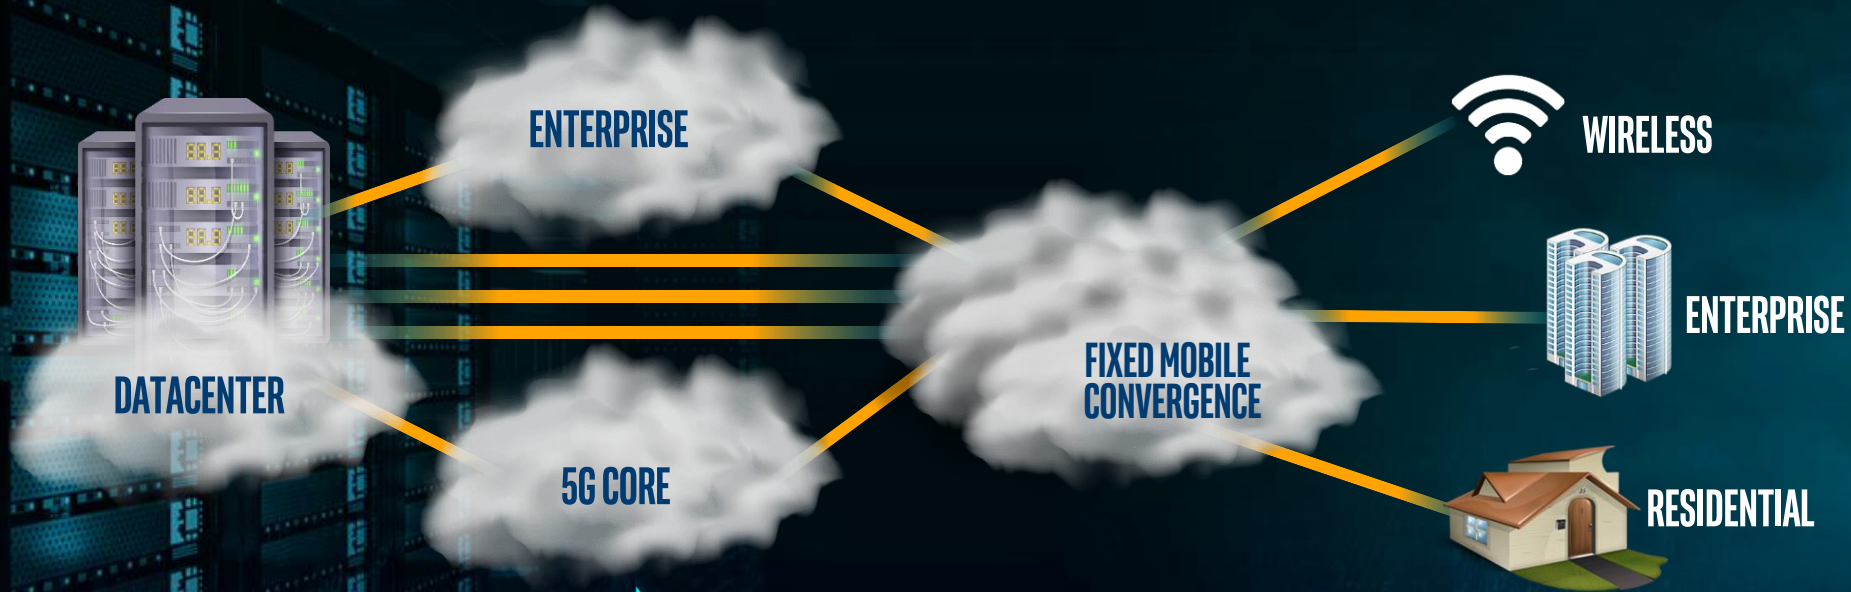 ENTERPRISE
WIRELESS
ENTERPRISE
DATACENTER
FIXED MOBILE
CONVERGENCE
5G CORE
RESIDENTIAL